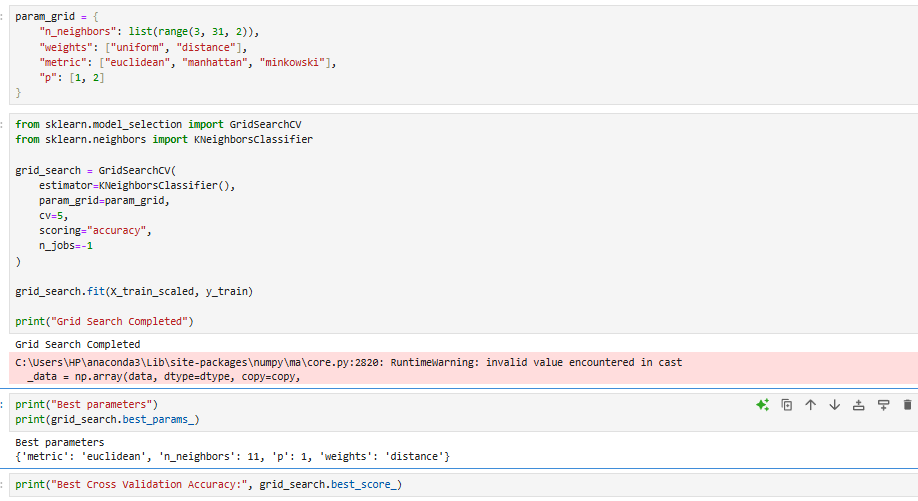 param_grid = {
    "n_neighbors": list(range(3, 31, 2)),
    "weights": ["uniform", "distance"],
    "metric": ["euclidean", "manhattan", "minkowski"],
    "p": [1, 2]
}
from sklearn.model_selection import GridSearchCV
from sklearn.neighbors import KNeighborsClassifier
grid_search = GridSearchCV(
    estimator=KNeighborsClassifier(),
    param_grid=param_grid,
    cv=5,
    scoring="accuracy",
    n_jobs=-1
)
grid_search.fit(X_train_scaled, y_train)
print("Grid Search Completed")
Grid Search Completed
C:\Users\HP\anaconda3\Lib\site-packages\numpy\ma\core.py:2820: RuntimeWarning: invalid value encountered in cast
  _data = np.array(data, dtype=dtype, copy=copy,
print("Best parameters")
print(grid_search.best_params_)
Best parameters
{'metric': 'euclidean', 'n_neighbors': 11, 'p': 1, 'weights': 'distance'}
print("Best Cross Validation Accuracy:", grid_search.best_score_)